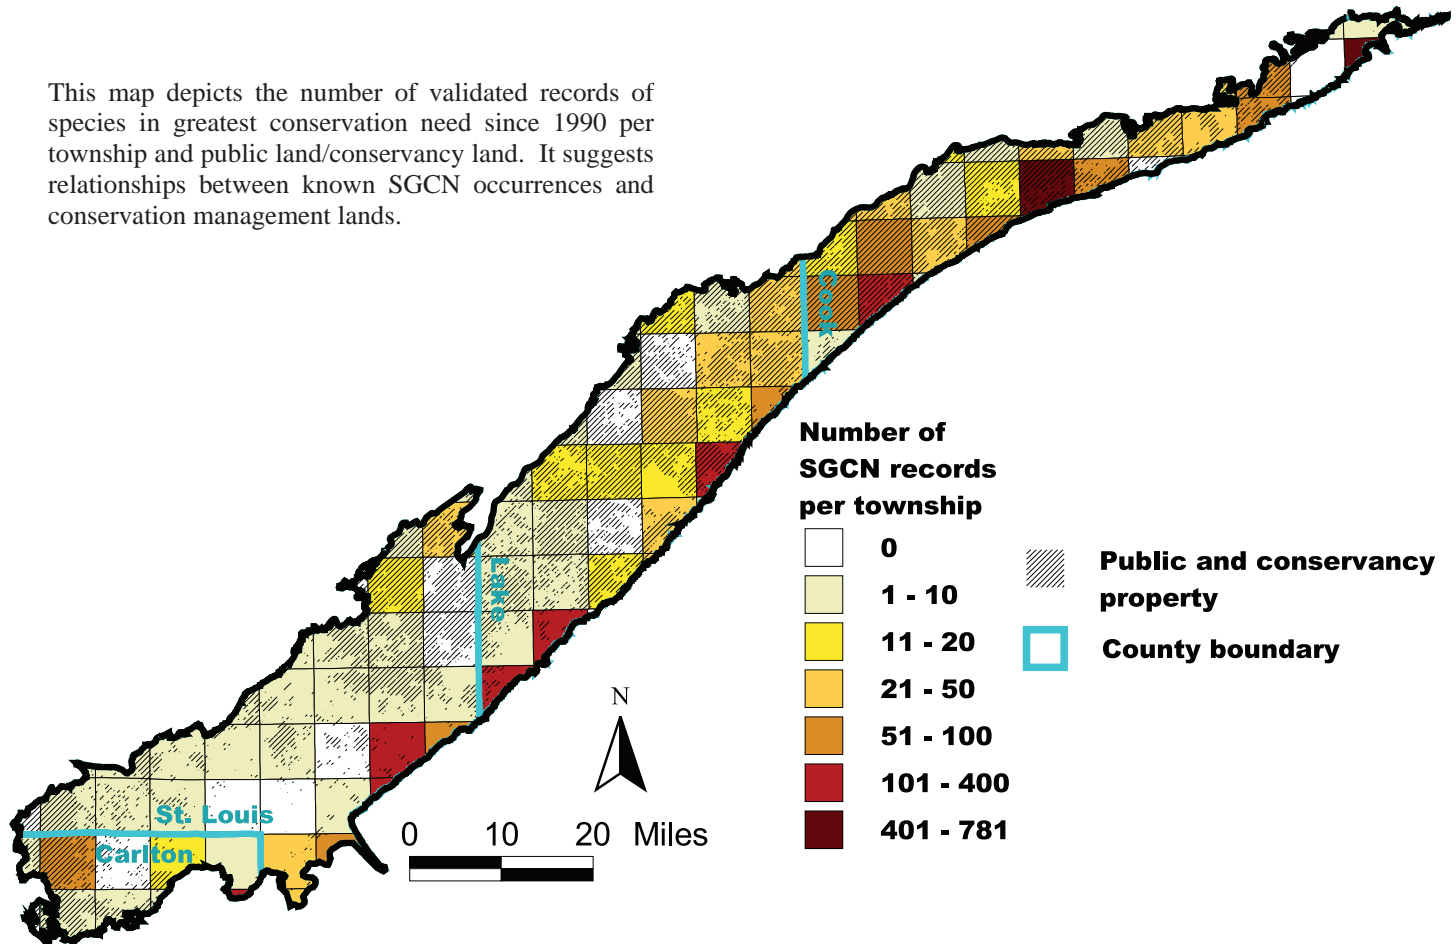 This map depicts the number of validated records of
species in greatest conservation need since 1990 per
township and public land/conservancy land. It suggests
relationships between known SGCN occurrences and
conservation management lands.
Cook
Lake
St. Louis
Carlton
N
0 10 20 Miles
Number of
SGCN records
per township
0
1 - 10
11 - 20
21 - 50
51 - 100
101 - 400
401 - 781
Public and conservancy
property
County boundary